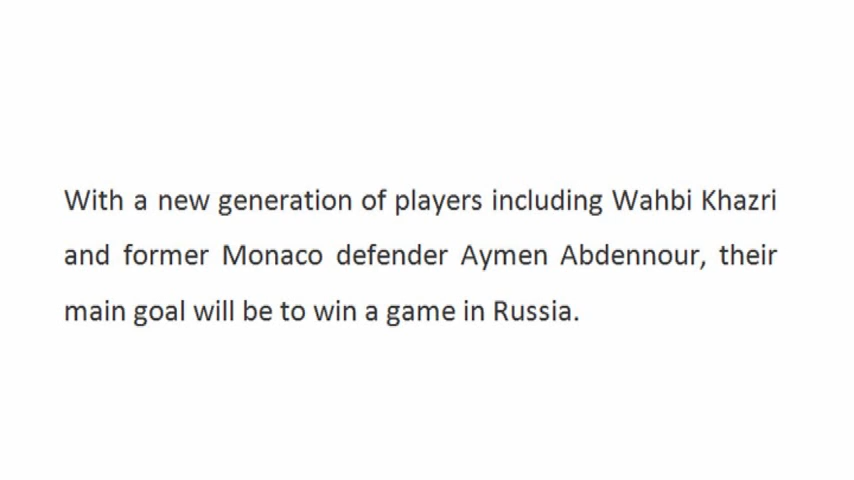 With a new generation of players including Wahbi Khazri
and former Monaco defender Aymen Abdennour, their
main goal will be to win a game in Russia.